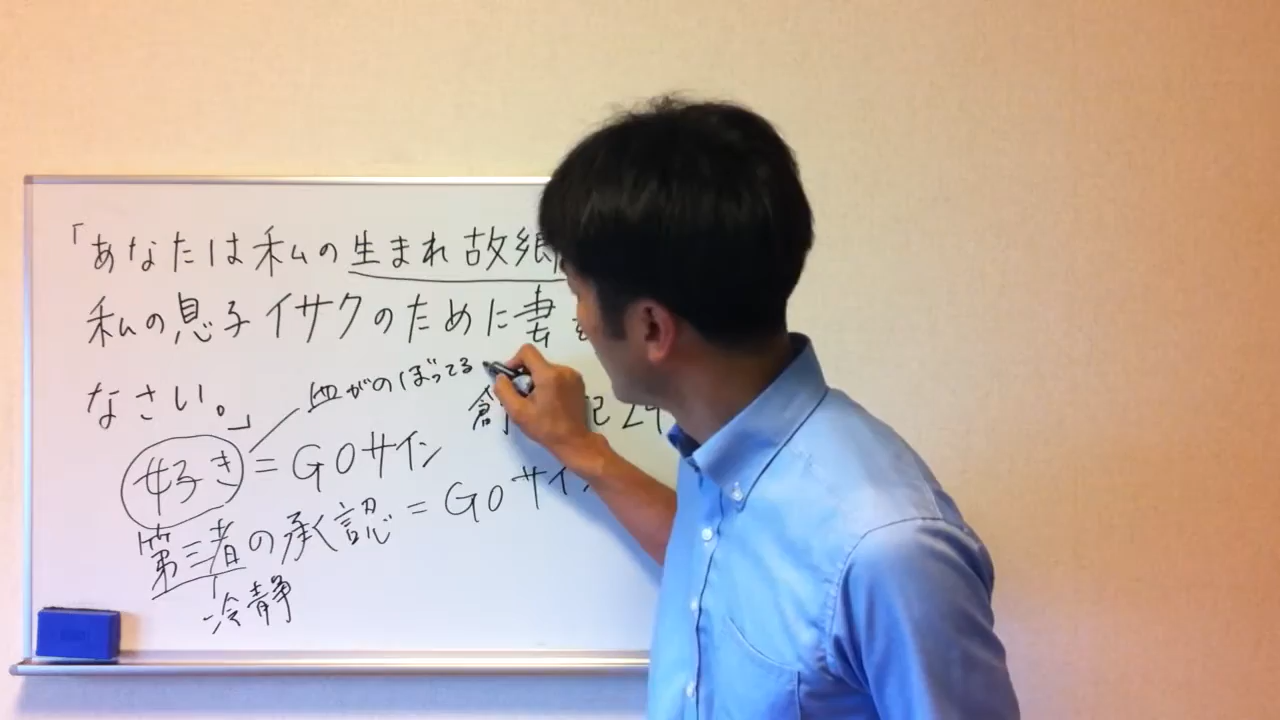 「あなたは私の生まれ故郷
私の息子イサクのために妻を
なさい。」
血がのぼってる
創 記 24
好き = GOサイン
第三者の承認 = GOサイン
冷静